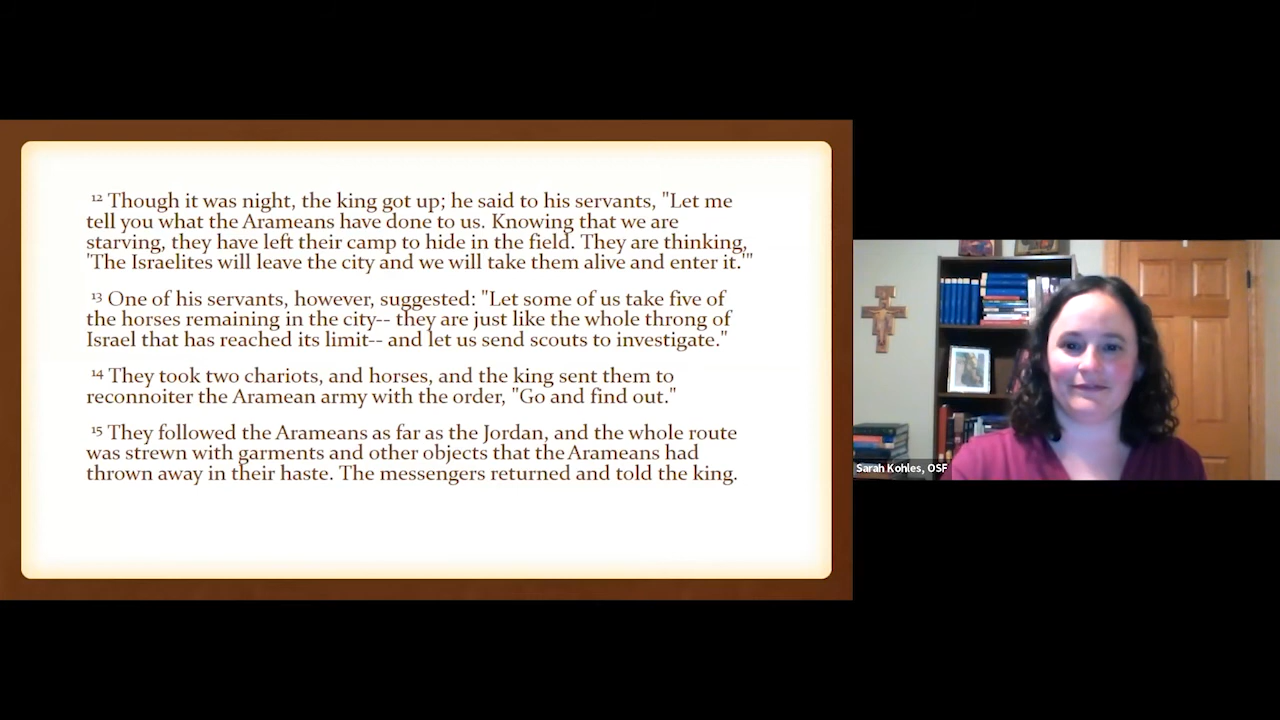 12 Though it was night, the king got up; he said to his servants, "Let me
tell you what the Arameans have done to us. Knowing that we are
starving, they have left their camp to hide in the field. They are thinking,
'The Israelites will leave the city and we will take them alive and enter it.'"
13 One of his servants, however, suggested: "Let some of us take five of
the horses remaining in the city-- they are just like the whole throng of
Israel that has reached its limit-- and let us send scouts to investigate."
14 They took two chariots, and horses, and the king sent them to
reconnoiter the Aramean army with the order, "Go and find out."
15 They followed the Arameans as far as the Jordan, and the whole route
was strewn with garments and other objects that the Arameans had
thrown away in their haste. The messengers returned and told the king.
Sarah Kohles, OSF